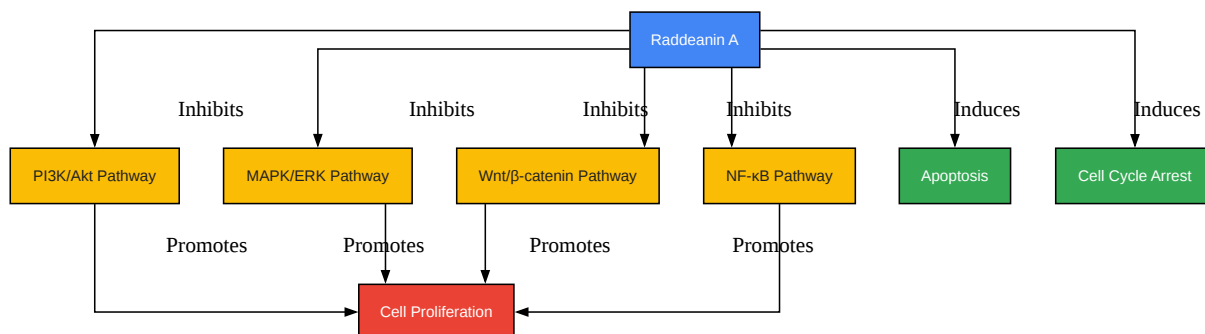 Raddeanin A
Inhibits
Inhibits
Inhibits
Inhibits
Induces
Induces
PI3K/Akt Pathway
MAPK/ERK Pathway
Wnt/β-catenin Pathway
NF-κB Pathway
Apoptosis
Cell Cycle Arrest
Promotes
Promotes
Promotes
Promotes
Cell Proliferation